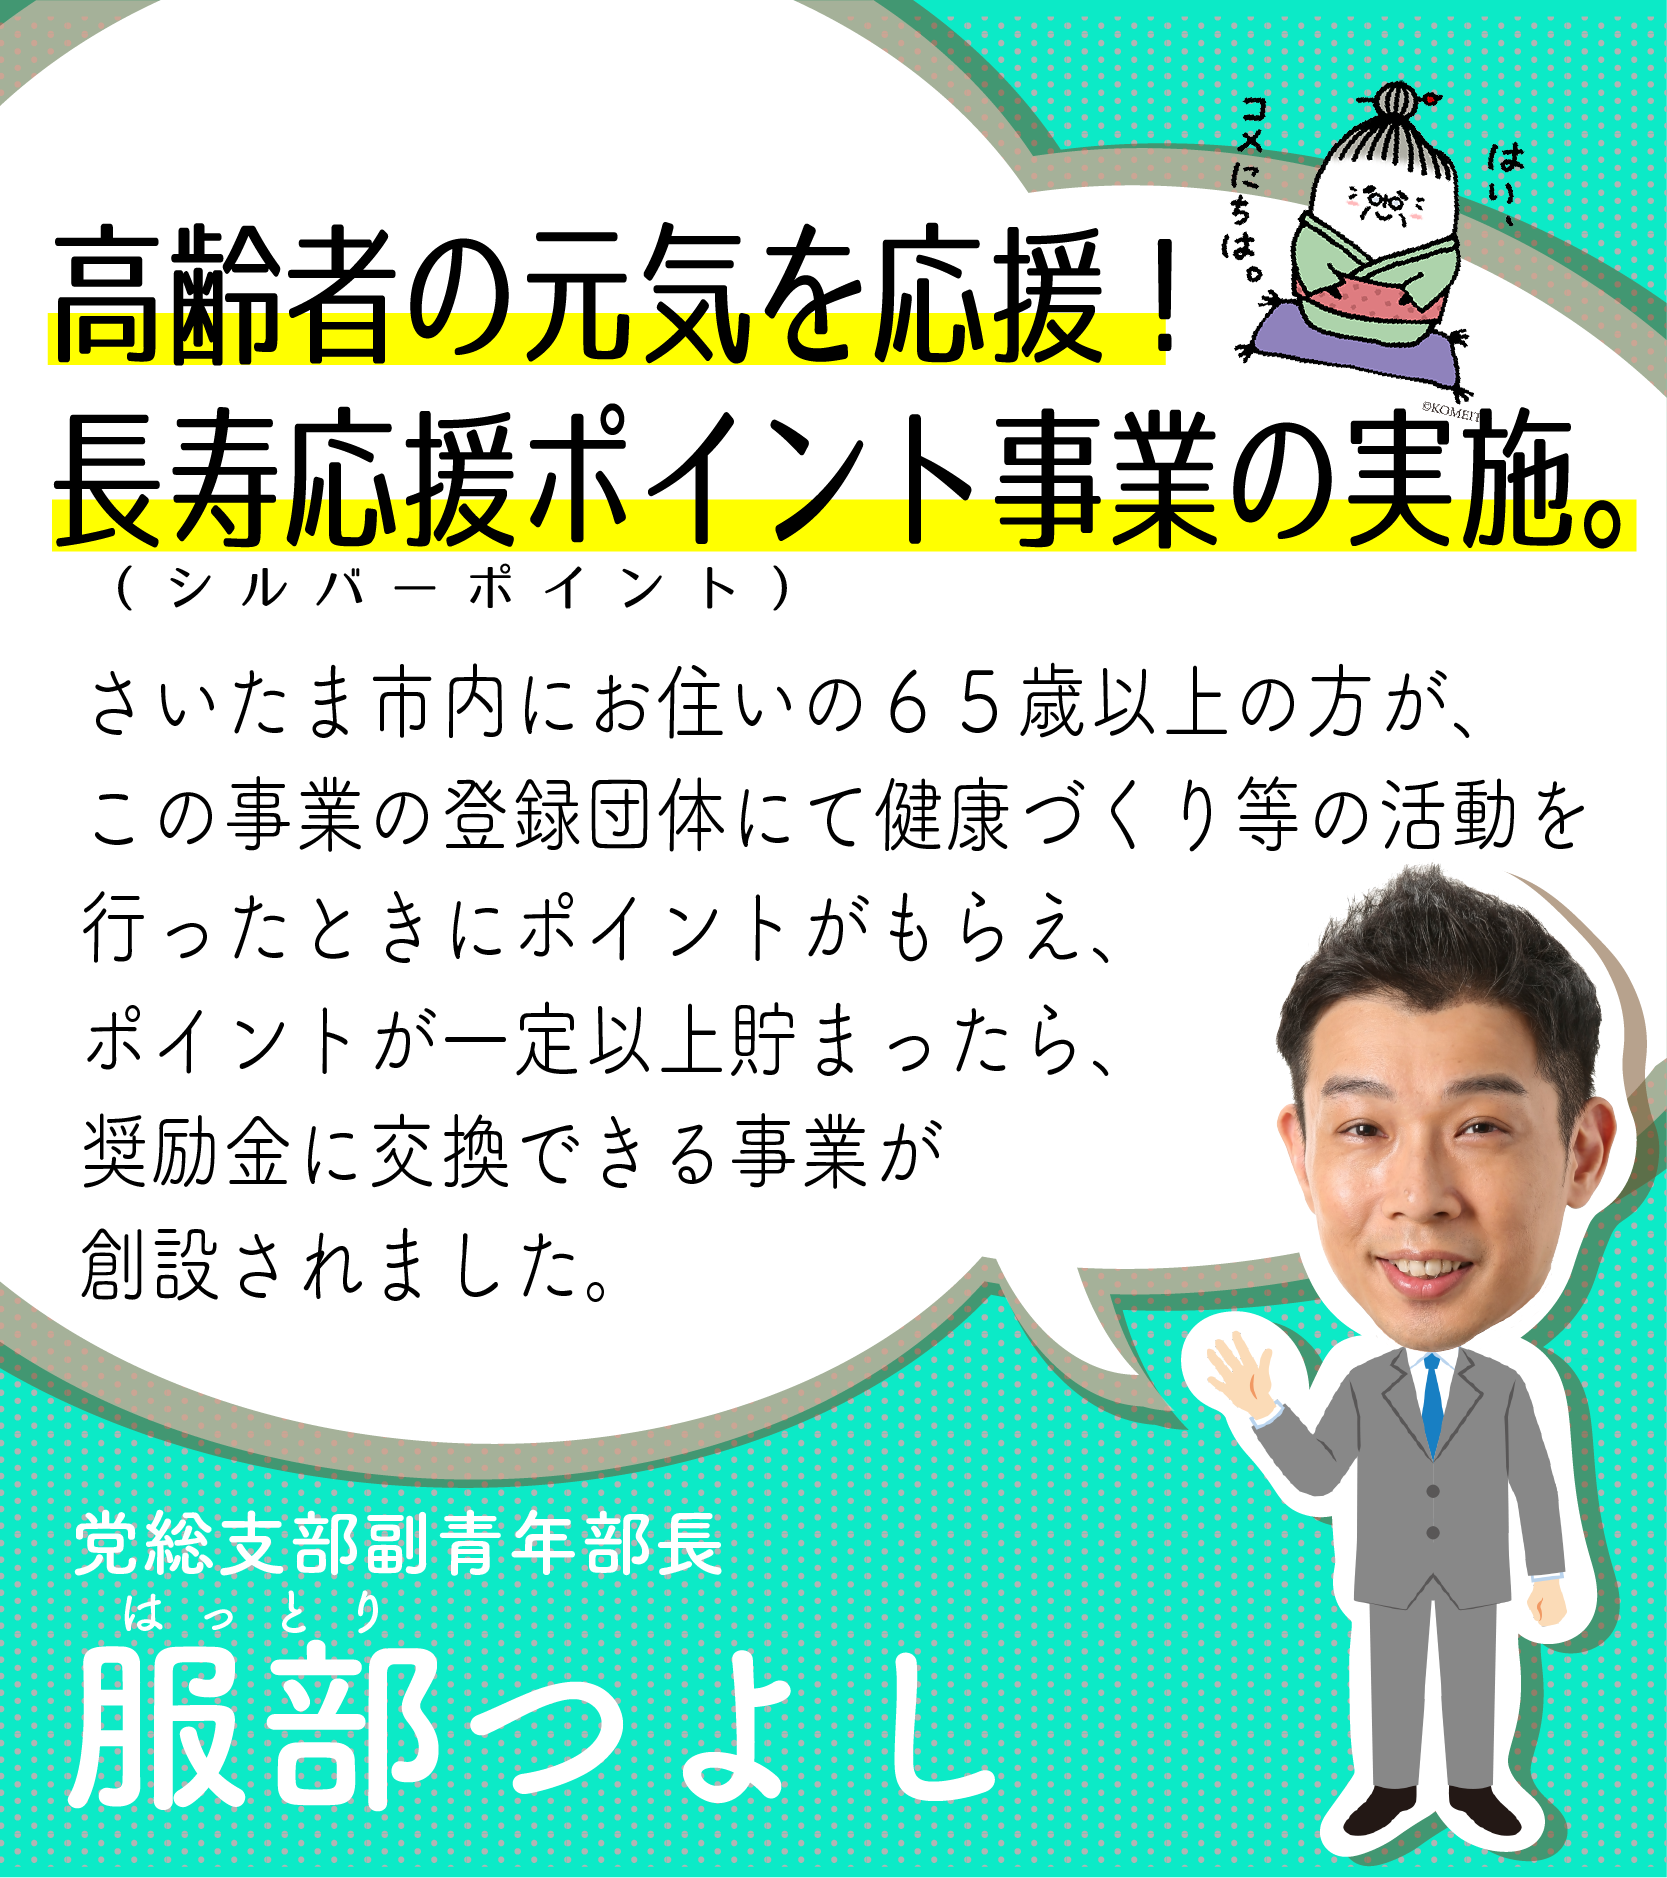 はい、
コメにちは。
高齢者の元気を応援！
©KOMEIT
長寿応援ポイント事業の実施。
(シルバーポイント)
さいたま市内にお住いの６５歳以上の方が、
この事業の登録団体にて健康づくり等の活動を
行ったときにポイントがもらえ、
ポイントが一定以上貯まったら、
奨励金に交換できる事業が
創設されました。
党総支部副青年部長
はっとり
服部つよし